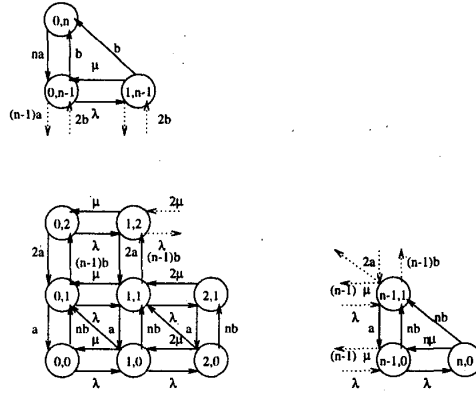 0,n
na b b
μ
0,n-1 1,n-1
(n-1)a 2b λ 2b
μ 2μ
0,2 1,2
λ λ
2a (n-1)b 2a (n-1)b
μ 2μ
0,1 1,1 2,1
λ λ
a nb a nb a nb
μ 2μ
0,0 1,0 2,0
λ λ
2a (n-1)b
(n-1) μ
n-1,1
λ
a nb nb
(n-1) μ nμ
n-1,0 n,0
λ λ